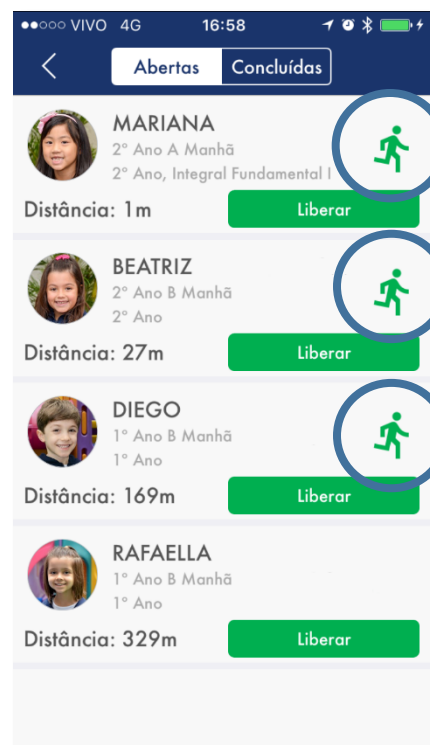 VIVO 4G 16:58
Abertas Concluídas
MARIANA
2º Ano A Manhã
2º Ano, Integral Fundamental I
Distância: 1m Liberar
BEATRIZ
2º Ano B Manhã
2º Ano
Distância: 27m Liberar
DIEGO
1º Ano B Manhã
1º Ano
Distância: 169m Liberar
RAFAELLA
1º Ano B Manhã
1º Ano
Distância: 329m Liberar